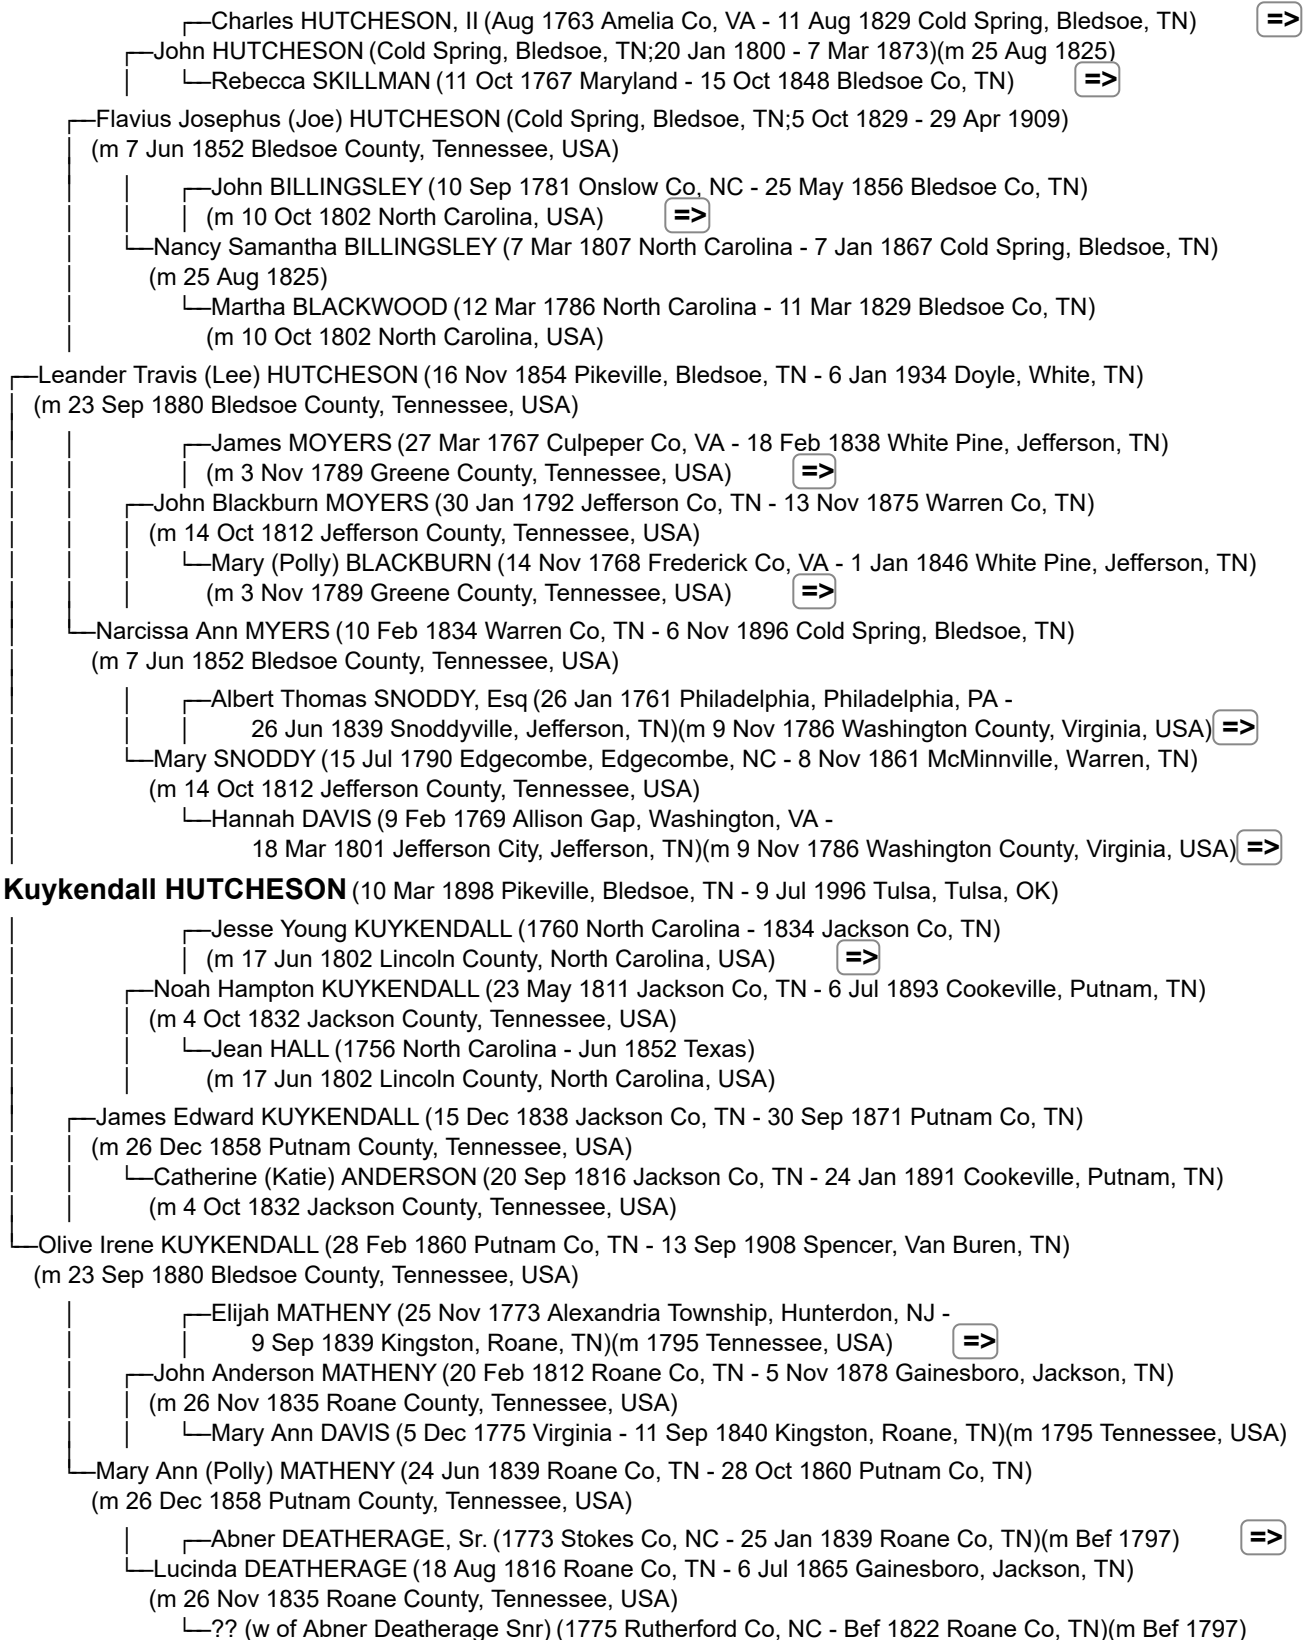 Charles HUTCHESON, II (Aug 1763 Amelia Co, VA - 11 Aug 1829 Cold Spring, Bledsoe, TN) =>
John HUTCHESON (Cold Spring, Bledsoe, TN;20 Jan 1800 - 7 Mar 1873)(m 25 Aug 1825)
Rebecca SKILLMAN (11 Oct 1767 Maryland - 15 Oct 1848 Bledsoe Co, TN) =>
Flavius Josephus (Joe) HUTCHESON (Cold Spring, Bledsoe, TN;5 Oct 1829 - 29 Apr 1909)
(m 7 Jun 1852 Bledsoe County, Tennessee, USA)
John BILLINGSLEY (10 Sep 1781 Onslow Co, NC - 25 May 1856 Bledsoe Co, TN)
(m 10 Oct 1802 North Carolina, USA) =>
Nancy Samantha BILLINGSLEY (7 Mar 1807 North Carolina - 7 Jan 1867 Cold Spring, Bledsoe, TN)
(m 25 Aug 1825)
Martha BLACKWOOD (12 Mar 1786 North Carolina - 11 Mar 1829 Bledsoe Co, TN)
(m 10 Oct 1802 North Carolina, USA)
Leander Travis (Lee) HUTCHESON (16 Nov 1854 Pikeville, Bledsoe, TN - 6 Jan 1934 Doyle, White, TN)
(m 23 Sep 1880 Bledsoe County, Tennessee, USA)
James MOYERS (27 Mar 1767 Culpeper Co, VA - 18 Feb 1838 White Pine, Jefferson, TN)
(m 3 Nov 1789 Greene County, Tennessee, USA) =>
John Blackburn MOYERS (30 Jan 1792 Jefferson Co, TN - 13 Nov 1875 Warren Co, TN)
(m 14 Oct 1812 Jefferson County, Tennessee, USA)
Mary (Polly) BLACKBURN (14 Nov 1768 Frederick Co, VA - 1 Jan 1846 White Pine, Jefferson, TN)
(m 3 Nov 1789 Greene County, Tennessee, USA) =>
Narcissa Ann MYERS (10 Feb 1834 Warren Co, TN - 6 Nov 1896 Cold Spring, Bledsoe, TN)
(m 7 Jun 1852 Bledsoe County, Tennessee, USA)
Albert Thomas SNODDY, Esq (26 Jan 1761 Philadelphia, Philadelphia, PA -
26 Jun 1839 Snoddyville, Jefferson, TN)(m 9 Nov 1786 Washington County, Virginia, USA) =>
Mary SNODDY (15 Jul 1790 Edgecombe, Edgecombe, NC - 8 Nov 1861 McMinnville, Warren, TN)
(m 14 Oct 1812 Jefferson County, Tennessee, USA)
Hannah DAVIS (9 Feb 1769 Allison Gap, Washington, VA -
18 Mar 1801 Jefferson City, Jefferson, TN)(m 9 Nov 1786 Washington County, Virginia, USA) =>
Kuykendall HUTCHESON (10 Mar 1898 Pikeville, Bledsoe, TN - 9 Jul 1996 Tulsa, Tulsa, OK)
Jesse Young KUYKENDALL (1760 North Carolina - 1834 Jackson Co, TN)
(m 17 Jun 1802 Lincoln County, North Carolina, USA) =>
Noah Hampton KUYKENDALL (23 May 1811 Jackson Co, TN - 6 Jul 1893 Cookeville, Putnam, TN)
(m 4 Oct 1832 Jackson County, Tennessee, USA)
Jean HALL (1756 North Carolina - Jun 1852 Texas)
(m 17 Jun 1802 Lincoln County, North Carolina, USA)
James Edward KUYKENDALL (15 Dec 1838 Jackson Co, TN - 30 Sep 1871 Putnam Co, TN)
(m 26 Dec 1858 Putnam County, Tennessee, USA)
Catherine (Katie) ANDERSON (20 Sep 1816 Jackson Co, TN - 24 Jan 1891 Cookeville, Putnam, TN)
(m 4 Oct 1832 Jackson County, Tennessee, USA)
Olive Irene KUYKENDALL (28 Feb 1860 Putnam Co, TN - 13 Sep 1908 Spencer, Van Buren, TN)
(m 23 Sep 1880 Bledsoe County, Tennessee, USA)
Elijah MATHENY (25 Nov 1773 Alexandria Township, Hunterdon, NJ -
9 Sep 1839 Kingston, Roane, TN)(m 1795 Tennessee, USA) =>
John Anderson MATHENY (20 Feb 1812 Roane Co, TN - 5 Nov 1878 Gainesboro, Jackson, TN)
(m 26 Nov 1835 Roane County, Tennessee, USA)
Mary Ann DAVIS (5 Dec 1775 Virginia - 11 Sep 1840 Kingston, Roane, TN)(m 1795 Tennessee, USA)
Mary Ann (Polly) MATHENY (24 Jun 1839 Roane Co, TN - 28 Oct 1860 Putnam Co, TN)
(m 26 Dec 1858 Putnam County, Tennessee, USA)
Abner DEATHERAGE, Sr. (1773 Stokes Co, NC - 25 Jan 1839 Roane Co, TN)(m Bef 1797) =>
Lucinda DEATHERAGE (18 Aug 1816 Roane Co, TN - 6 Jul 1865 Gainesboro, Jackson, TN)
(m 26 Nov 1835 Roane County, Tennessee, USA)
?? (w of Abner Deatherage Snr) (1775 Rutherford Co, NC - Bef 1822 Roane Co, TN)(m Bef 1797)